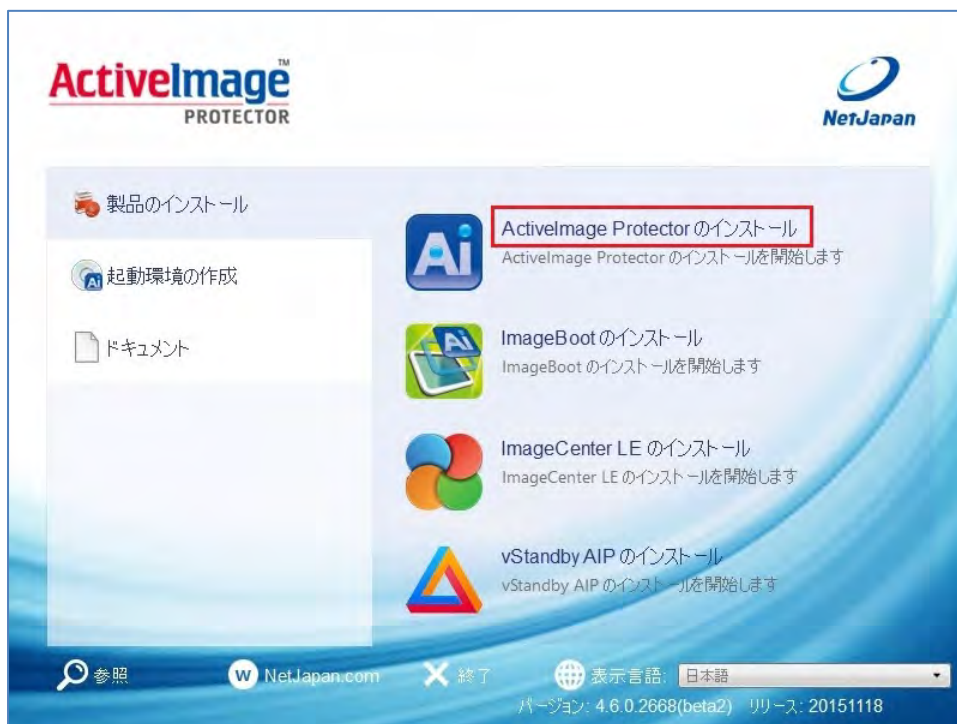 ActiveImage™
PROTECTOR
NetJapan
製品のインストール
起動環境の作成
ドキュメント
Ai
ActiveImage Protector のインストール
ActiveImage Protector のインストールを開始します
Ai
ImageBoot のインストール
ImageBoot のインストールを開始します
ImageCenter LE のインストール
ImageCenter LE のインストールを開始します
vStandby AIP のインストール
vStandby AIP のインストールを開始します
参照
W NetJapan.com
終了
表示言語: 日本語
バージョン: 4.6.0.2668(beta2) リリース: 20151118